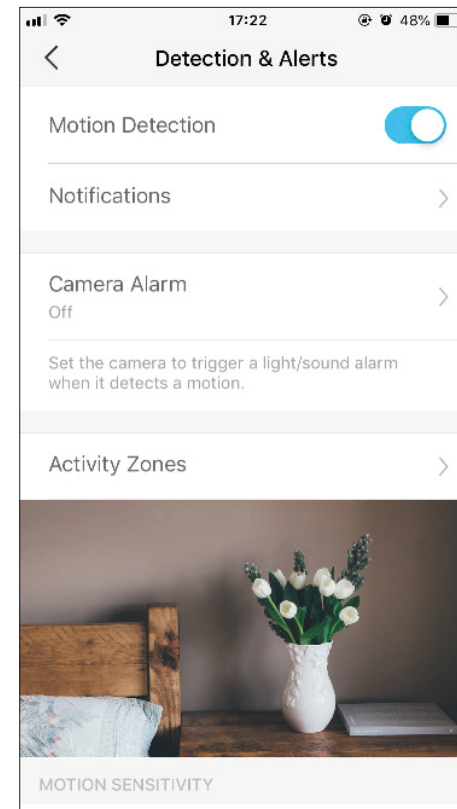 17:22
48%
Detection & Alerts
Motion Detection
Notifications
Camera Alarm
Off
Set the camera to trigger a light/sound alarm
when it detects a motion.
Activity Zones
MOTION SENSITIVITY